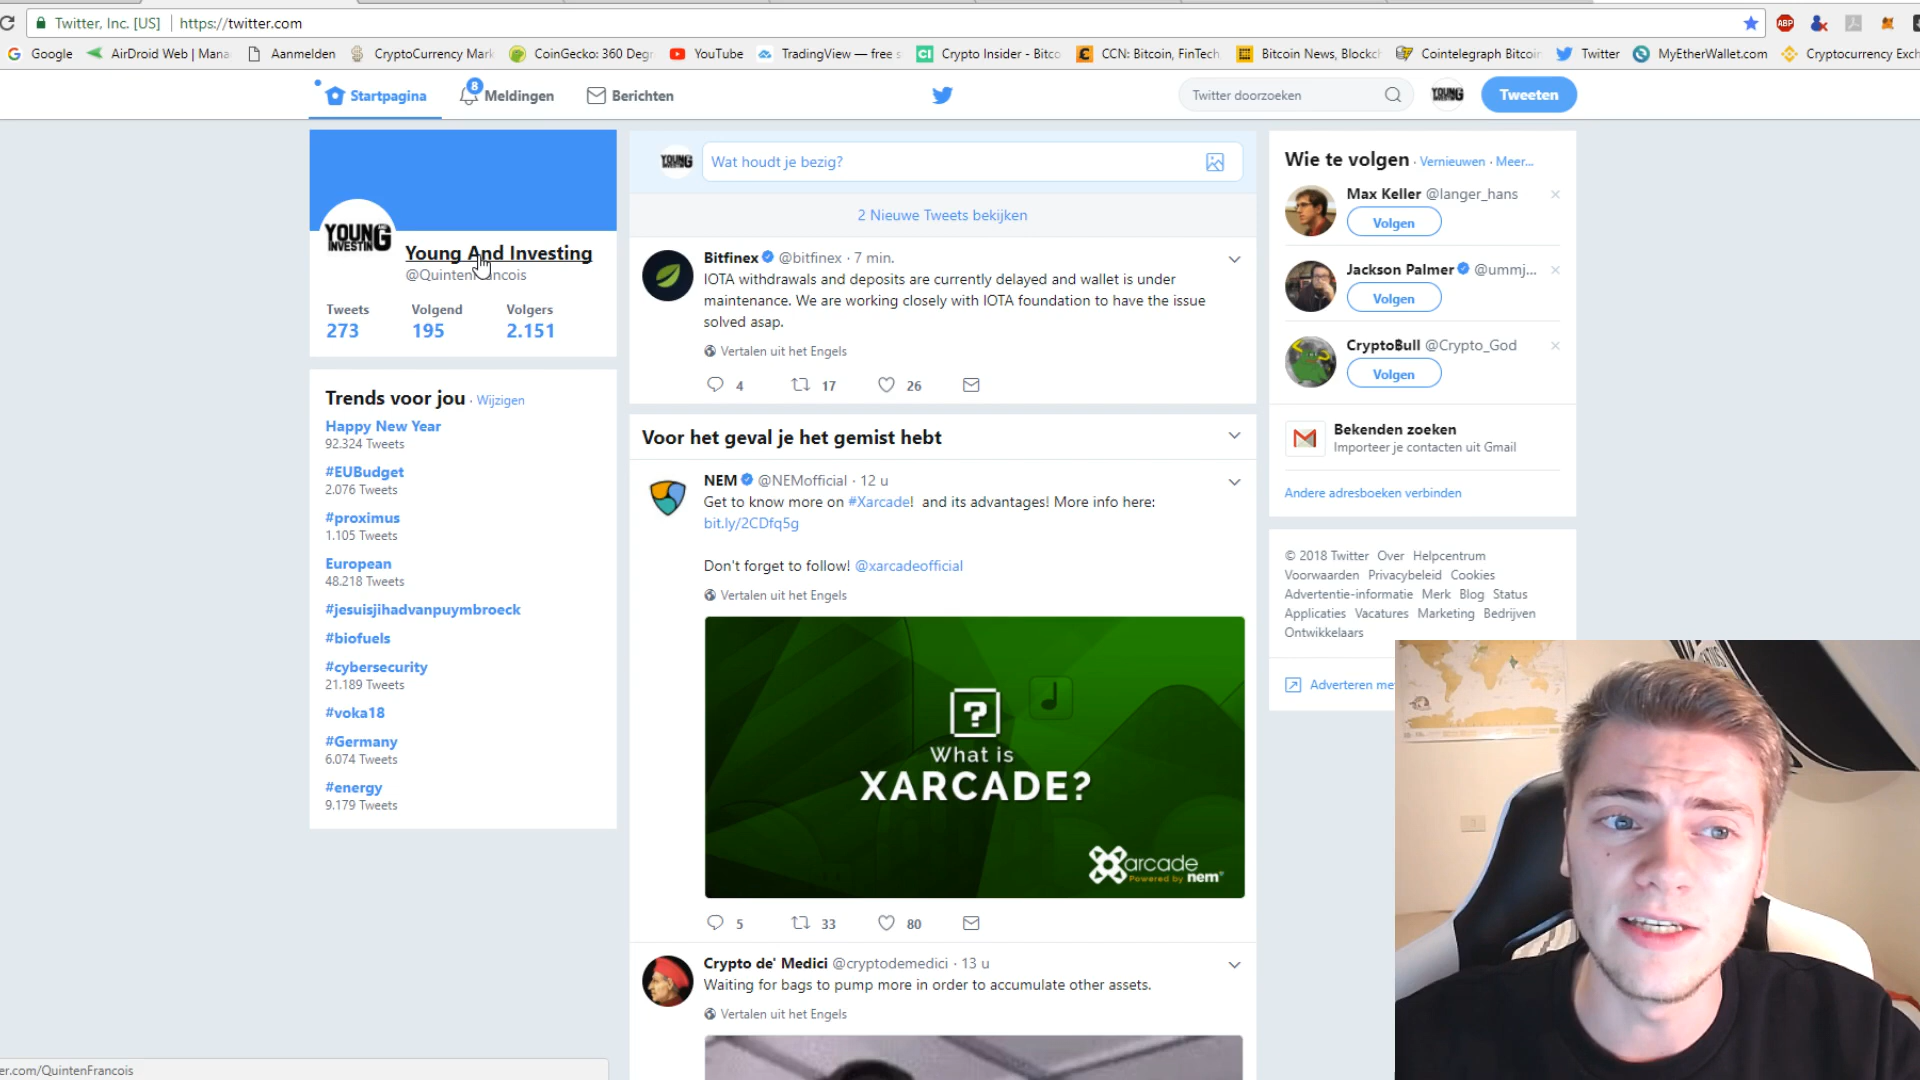 Twitter, Inc. [US] https://twitter.com
ABP
Google AirDroid Web | Mana Aanmelden CryptoCurrency Mark CoinGecko: 360 Deg YouTube TradingView — free s Crypto Insider - Bitco CCN: Bitcoin, FinTech Bitcoin News, Blockch Cointelegraph Bitcoin Twitter MyEtherWallet.com Cryptocurrency Exch
Startpagina 8 Meldingen Berichten Twitter doorzoeken Tweeten
YOUNG
INVESTING
Young And Investing
@QuintenFrancois
Tweets Volgend Volgers
273 195 2.151
Trends voor jou · Wijzigen
Happy New Year
92.324 Tweets
#EUBudget
2.076 Tweets
#proximus
1.105 Tweets
European
48.218 Tweets
#jesuisjihadvanpuymbroeck
#biofuels
#cybersecurity
21.189 Tweets
#voka18
#Germany
6.074 Tweets
#energy
9.179 Tweets
Wat houdt je bezig?
2 Nieuwe Tweets bekijken
Bitfinex @bitfinex · 7 min.
IOTA withdrawals and deposits are currently delayed and wallet is under
maintenance. We are working closely with IOTA foundation to have the issue
solved asap.
Vertalen uit het Engels
4 17 26
Voor het geval je het gemist hebt
NEM @NEMofficial · 12 u
Get to know more on #Xarcade! and its advantages! More info here:
bit.ly/2CDfq5g
Don't forget to follow! @xarcadeofficial
Vertalen uit het Engels
?
What is
XARCADE?
arcade
Powered by nem
5 33 80
Crypto de' Medici @cryptodemedici · 13 u
Waiting for bags to pump more in order to accumulate other assets.
Vertalen uit het Engels
Wie te volgen · Vernieuwen · Meer...
Max Keller @langer_hans
Volgen
Jackson Palmer @ummj...
Volgen
CryptoBull @Crypto_God
Volgen
Bekenden zoeken
Importeer je contacten uit Gmail
Andere adresboeken verbinden
© 2018 Twitter Over Helpcentrum
Voorwaarden Privacybeleid Cookies
Advertentie-informatie Merk Blog Status
Applicaties Vacatures Marketing Bedrijven
Ontwikkelaars
Adverteren me
er.com/QuintenFrancois